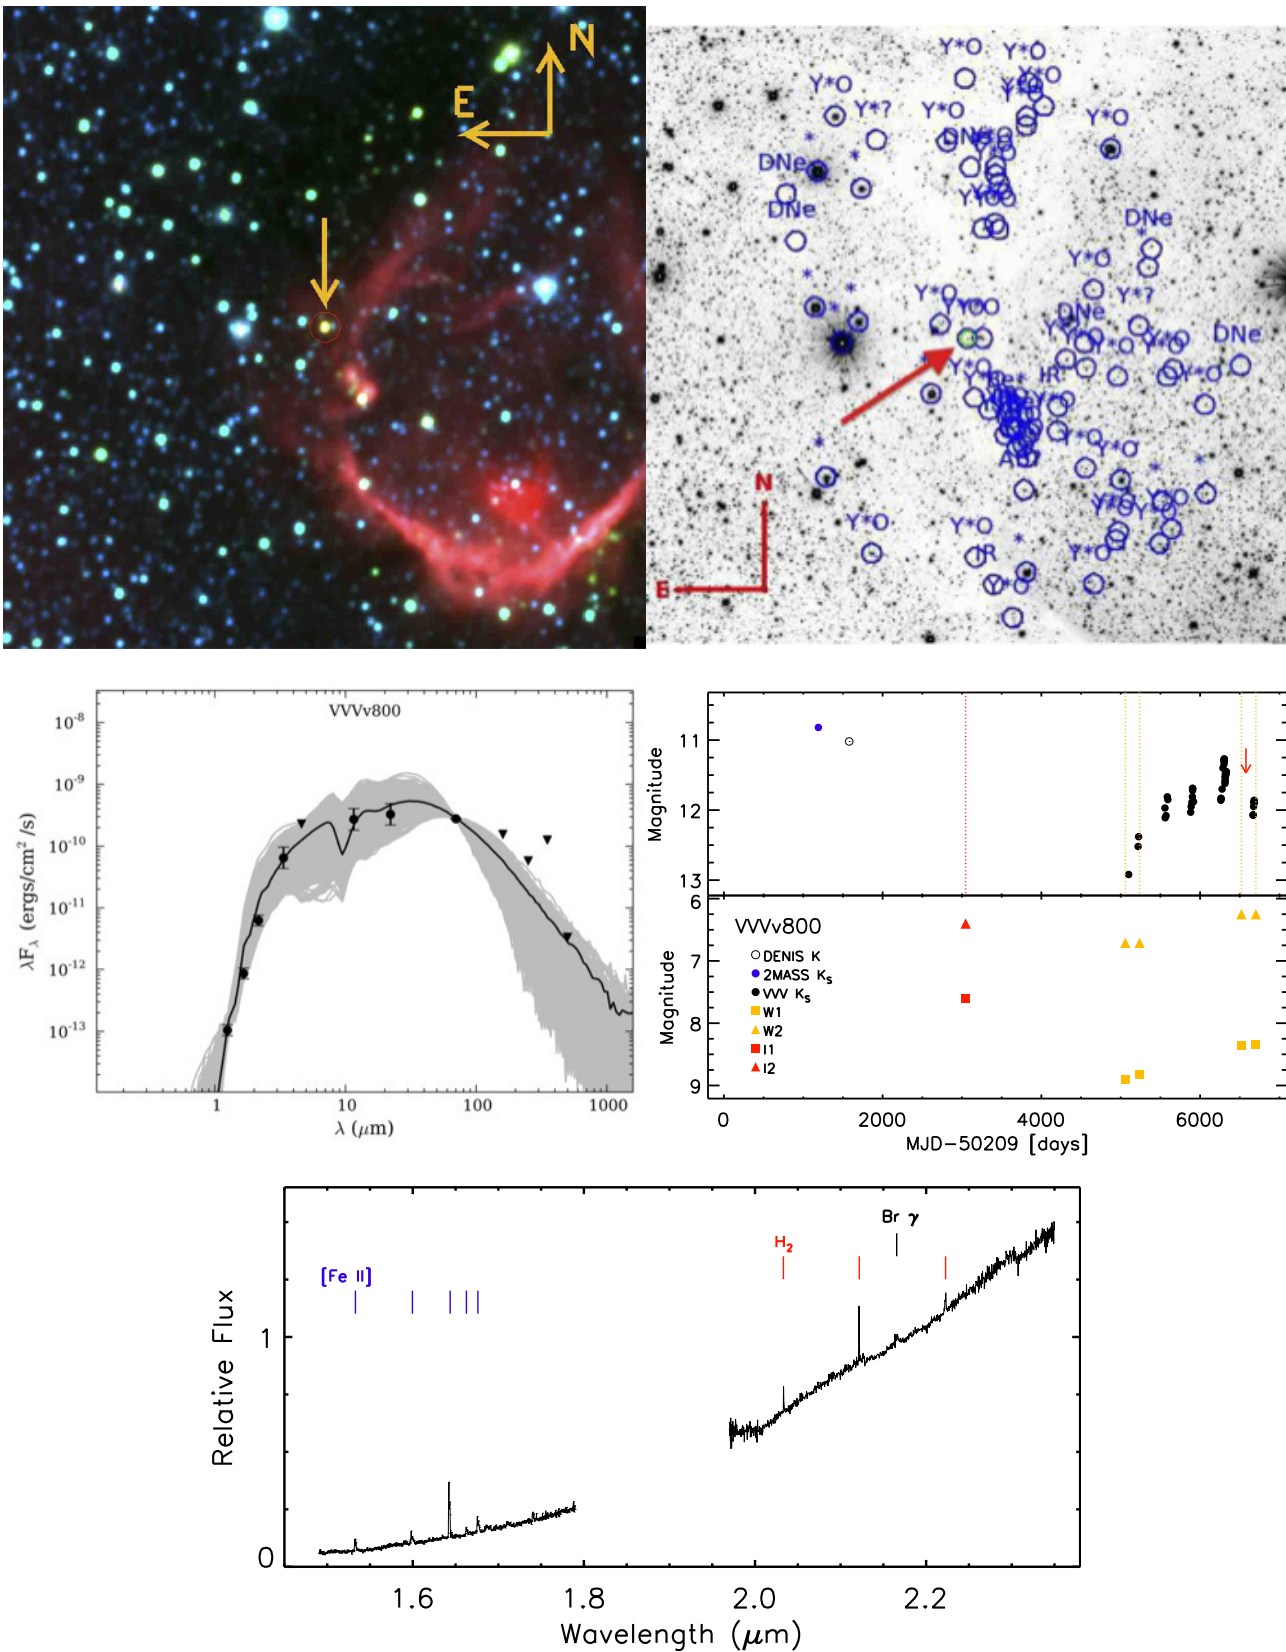 N
E
Y*O
Y*O
Y*O
Y*O
Y*?
Y*O
Y*O
DNe
DNe
DNe
DNe
Y*O
Y*O
Y*?
Y*O
DNe
DNe
Y*O
Y*O
Y*O
Y*O
Y*O
IR
Y*O
Y*O
Y*O
Y*O
Y*O
IR
Y*O
Y*O
N
E
VVVv800
10⁻⁸
10⁻⁹
10⁻¹⁰
10⁻¹¹
10⁻¹²
10⁻¹³
λF_λ (ergs/cm² /s)
1 10 100 1000
λ (μm)
11
12
13
Magnitude
6
7
8
9
Magnitude
VVVv800
DENIS K
2MASS Kₛ
VVV Kₛ
W1
W2
I1
I2
0 2000 4000 6000
MJD−50209 [days]
Br γ
H₂
[Fe II]
1
0
Relative Flux
1.6 1.8 2.0 2.2
Wavelength (μm)